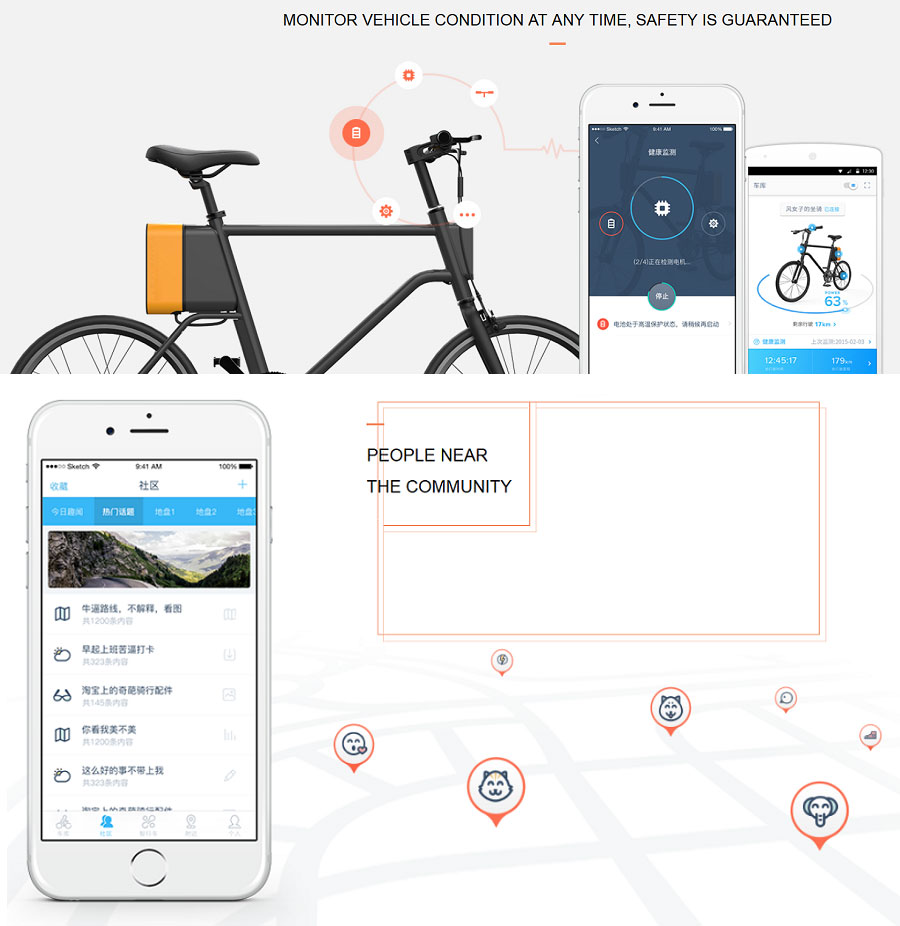 MONITOR VEHICLE CONDITION AT ANY TIME, SAFETY IS GUARANTEED
Sketch 9:41 AM 100%
健康监测
(2/4)正在检测电机...
停止
电池处于高温保护状态，请稍候再启动
12:30
车库
风女子的坐骑 已连接
POWER
63 %
剩余行驶 17km
健康监测 上次监测:2015-02-03
12:45:17 179km
PEOPLE NEAR
THE COMMUNITY
Sketch 9:41 AM 100%
收藏 社区 +
今日趣闻 热门话题 地盘1 地盘2 地盘3
牛逼路线，不解释，看图
共1200条内容
早起上班苦逼打卡
共323条内容
淘宝上的奇葩骑行配件
共145条内容
你看我美不美
共1200条内容
这么好的事不带上我
共323条内容
淘宝上的奇葩骑行配件
车库 社区 智行车 附近 个人